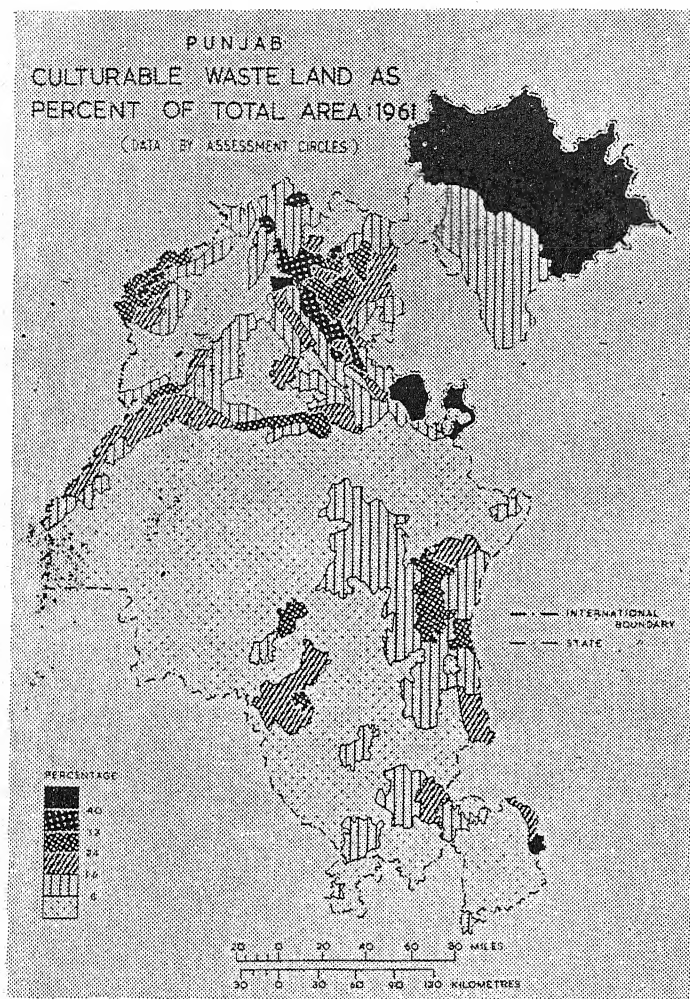 PUNJAB
CULTURABLE WASTE LAND AS
PERCENT OF TOTAL AREA:1961
(DATA BY ASSESSMENT CIRCLES)
INTERNATIONAL
BOUNDARY
STATE "
PERCENTAGE
40
32
24
16
8
20 0 20 40 60 80 MILES
30 0 30 60 90 120 KILOMETRES